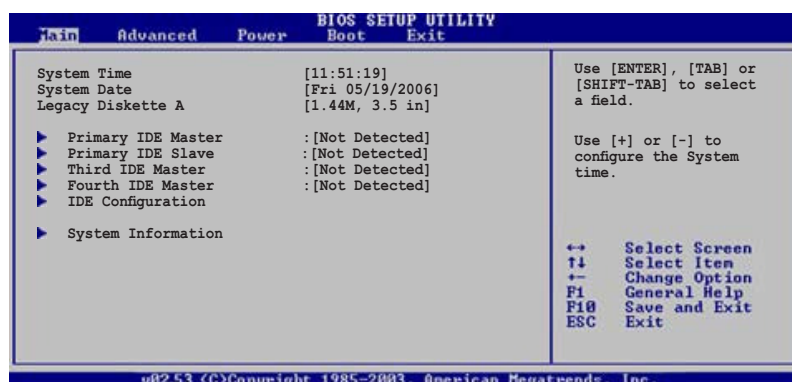 BIOS SETUP UTILITY
Main Advanced Power Boot Exit
System Time [11:51:19]
System Date [Fri 05/19/2006]
Legacy Diskette A [1.44M, 3.5 in]
Primary IDE Master :[Not Detected]
Primary IDE Slave :[Not Detected]
Third IDE Master :[Not Detected]
Fourth IDE Master :[Not Detected]
IDE Configuration
System Information
Use [ENTER], [TAB] or
[SHIFT-TAB] to select
a field.
Use [+] or [-] to
configure the System
time.
↔ Select Screen
↑↓ Select Item
+- Change Option
F1 General Help
F10 Save and Exit
ESC Exit
v02.53 (C)Copyright 1985-2003, American Megatrends, Inc.